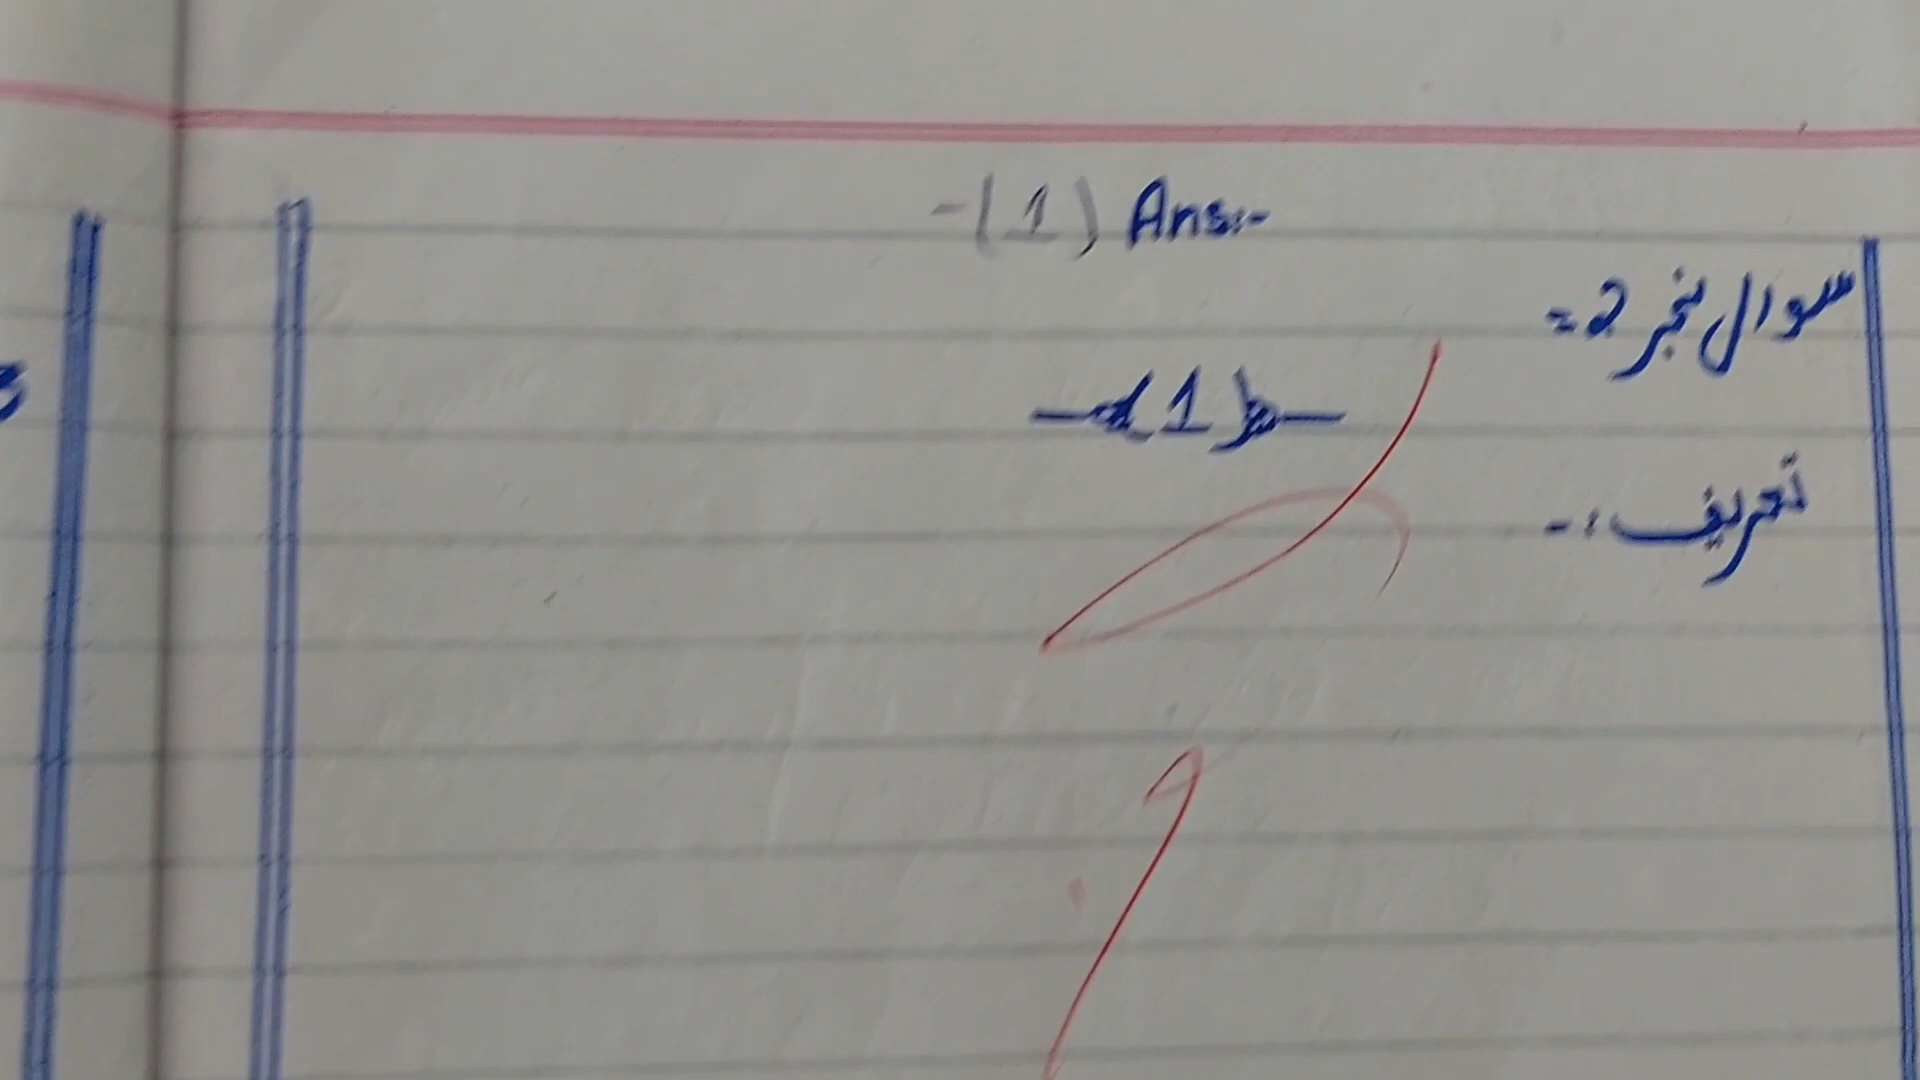 -(1) Ans:-
سوال نمبر 2 =
—(1)—
تعریف :-